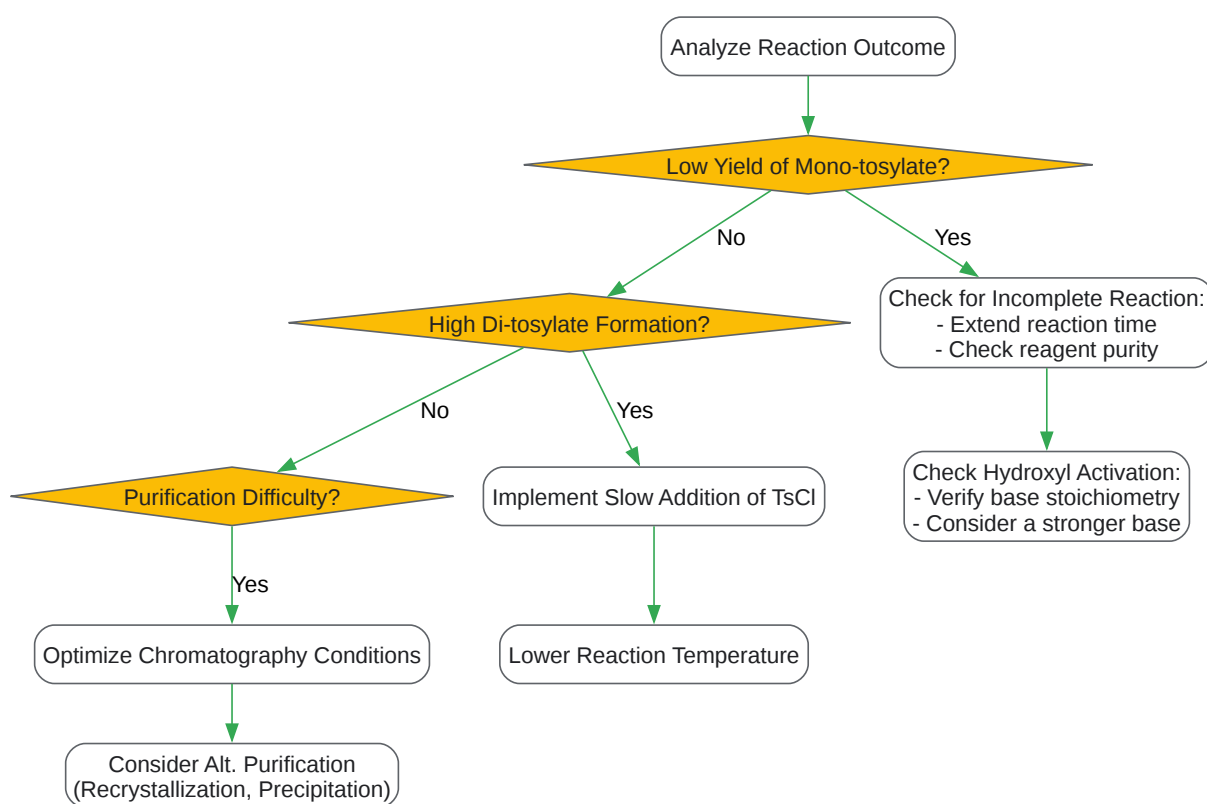 Analyze Reaction Outcome
Low Yield of Mono-tosylate?
No
Yes
Check for Incomplete Reaction:
- Extend reaction time
- Check reagent purity
High Di-tosylate Formation?
No
Yes
Check Hydroxyl Activation:
- Verify base stoichiometry
- Consider a stronger base
Purification Difficulty?
Implement Slow Addition of TsCl
Yes
Optimize Chromatography Conditions
Lower Reaction Temperature
Consider Alt. Purification
(Recrystallization, Precipitation)